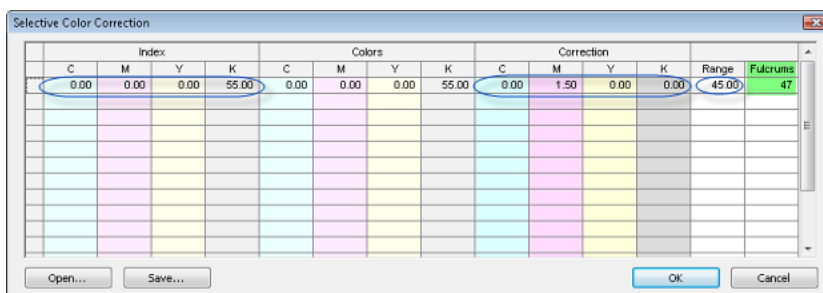 Selective Color Correction
Index Colors Correction
C M Y K C M Y K C M Y K Range Fulcrums
0.00 0.00 0.00 55.00 0.00 0.00 0.00 55.00 0.00 1.50 0.00 0.00 45.00 47
Open... Save... OK Cancel